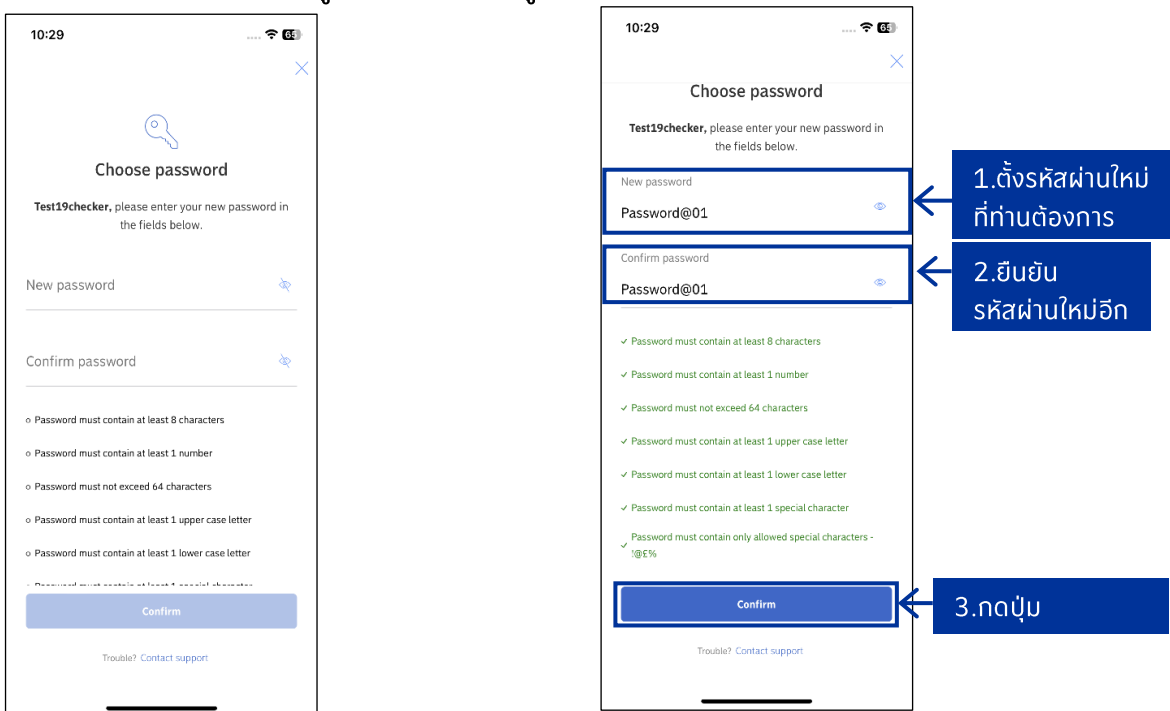 10:29
65
Choose password
Test19checker, please enter your new password in
the fields below.
New password
Confirm password
Password must contain at least 8 characters
Password must contain at least 1 number
Password must not exceed 64 characters
Password must contain at least 1 upper case letter
Password must contain at least 1 lower case letter
Password must contain at least 1 special character
Confirm
Trouble? Contact support
10:29
65
Choose password
Test19checker, please enter your new password in
the fields below.
New password
Password@01
Confirm password
Password@01
Password must contain at least 8 characters
Password must contain at least 1 number
Password must not exceed 64 characters
Password must contain at least 1 upper case letter
Password must contain at least 1 lower case letter
Password must contain at least 1 special character
Password must contain only allowed special characters -
!@£%
Confirm
Trouble? Contact support
1.ตั้งรหัสผ่านใหม่
ที่ท่านต้องการ
2.ยืนยัน
รหัสผ่านใหม่อีก
3.กดปุ่ม